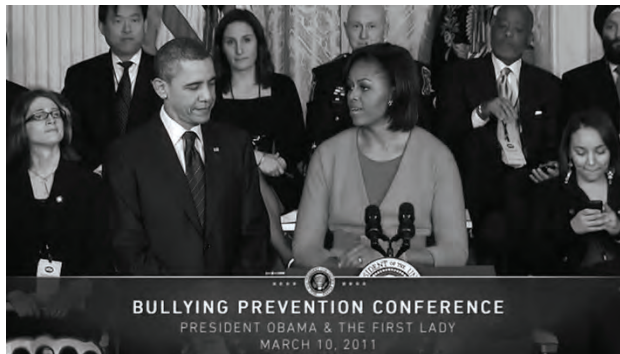 BULLYING PREVENTION CONFERENCE
PRESIDENT OBAMA & THE FIRST LADY
MARCH 10, 2011